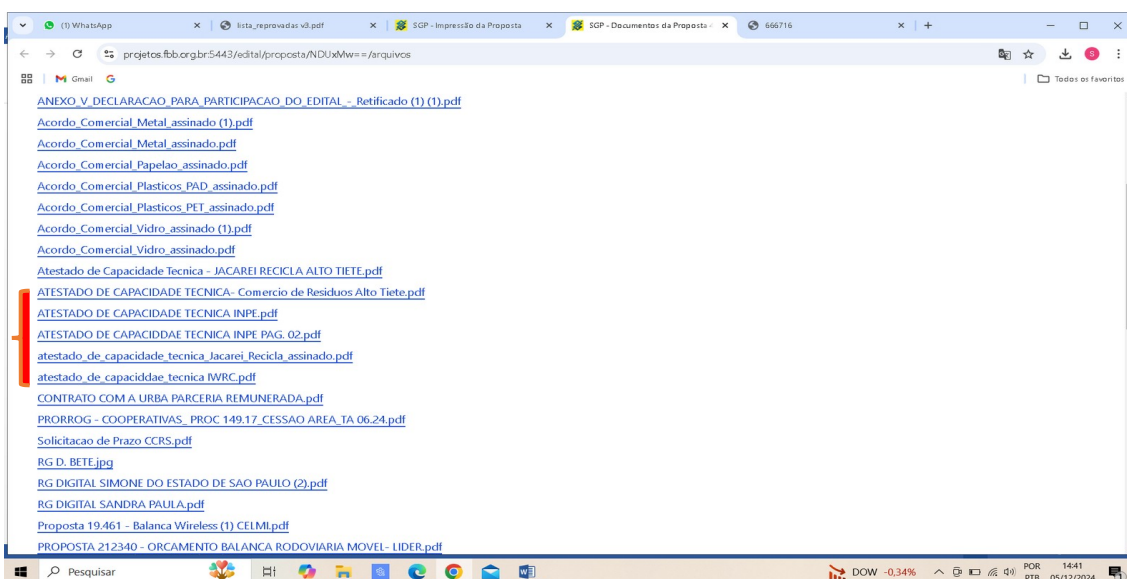 (1) WhatsApp
lista_reprovadas v3.pdf
SGP - Impressão da Proposta
SGP - Documentos da Proposta -
666716
projetos.fbb.org.br:5443/edital/proposta/NDUxMw==/arquivos
S
Gmail
Todos os favoritos
ANEXO_V_DECLARACAO_PARA_PARTICIPACAO_DO_EDITAL_-_Retificado (1) (1).pdf
Acordo_Comercial_Metal_assinado (1).pdf
Acordo_Comercial_Metal_assinado.pdf
Acordo_Comercial_Papelao_assinado.pdf
Acordo_Comercial_Plasticos_PAD_assinado.pdf
Acordo_Comercial_Plasticos_PET_assinado.pdf
Acordo_Comercial_Vidro_assinado (1).pdf
Acordo_Comercial_Vidro_assinado.pdf
Atestado de Capacidade Tecnica - JACAREI RECICLA ALTO TIETE.pdf
ATESTADO DE CAPACIDADE TECNICA- Comercio de Residuos Alto Tiete.pdf
ATESTADO DE CAPACIDADE TECNICA INPE.pdf
ATESTADO DE CAPACIDDAE TECNICA INPE PAG. 02.pdf
atestado_de_capacidade_tecnica_Jacarei_Recicla_assinado.pdf
atestado_de_capaciddae_tecnica IWRC.pdf
CONTRATO COM A URBA PARCERIA REMUNERADA.pdf
PRORROG - COOPERATIVAS_ PROC 149.17_CESSAO AREA_TA 06.24.pdf
Solicitacao de Prazo CCRS.pdf
RG D. BETE.jpg
RG DIGITAL SIMONE DO ESTADO DE SAO PAULO (2).pdf
RG DIGITAL SANDRA PAULA.pdf
Proposta 19.461 - Balanca Wireless (1) CELMI.pdf
PROPOSTA 212340 - ORCAMENTO BALANCA RODOVIARIA MOVEL- LIDER.pdf
Pesquisar
DOW -0,34%
POR
PTB
14:41
05/12/2024